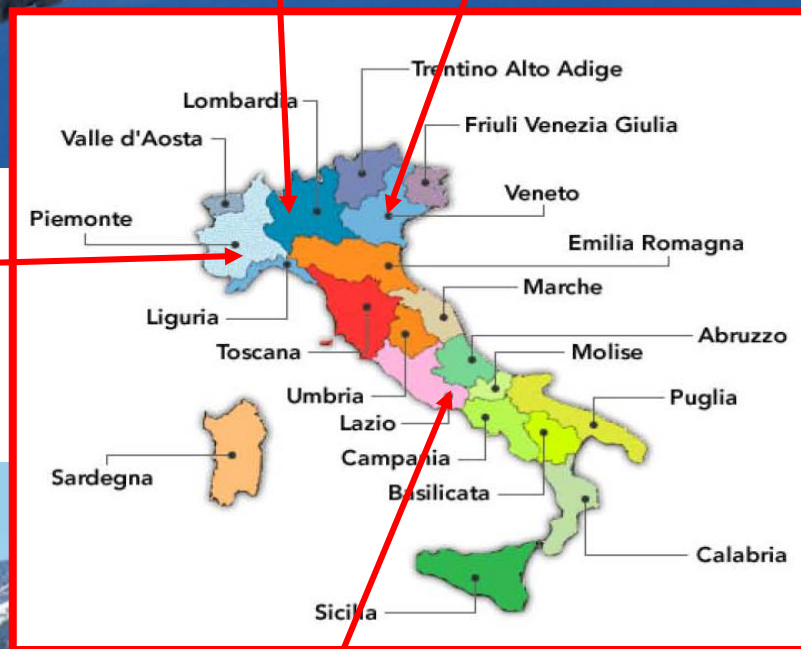 Trentino Alto Adige
Lombardia
Friuli Venezia Giulia
Valle d'Aosta
Veneto
Piemonte
Emilia Romagna
Marche
Liguria
Abruzzo
Toscana
Molise
Umbria
Puglia
Lazio
Campania
Sardegna
Basilicata
Calabria
Sicilia